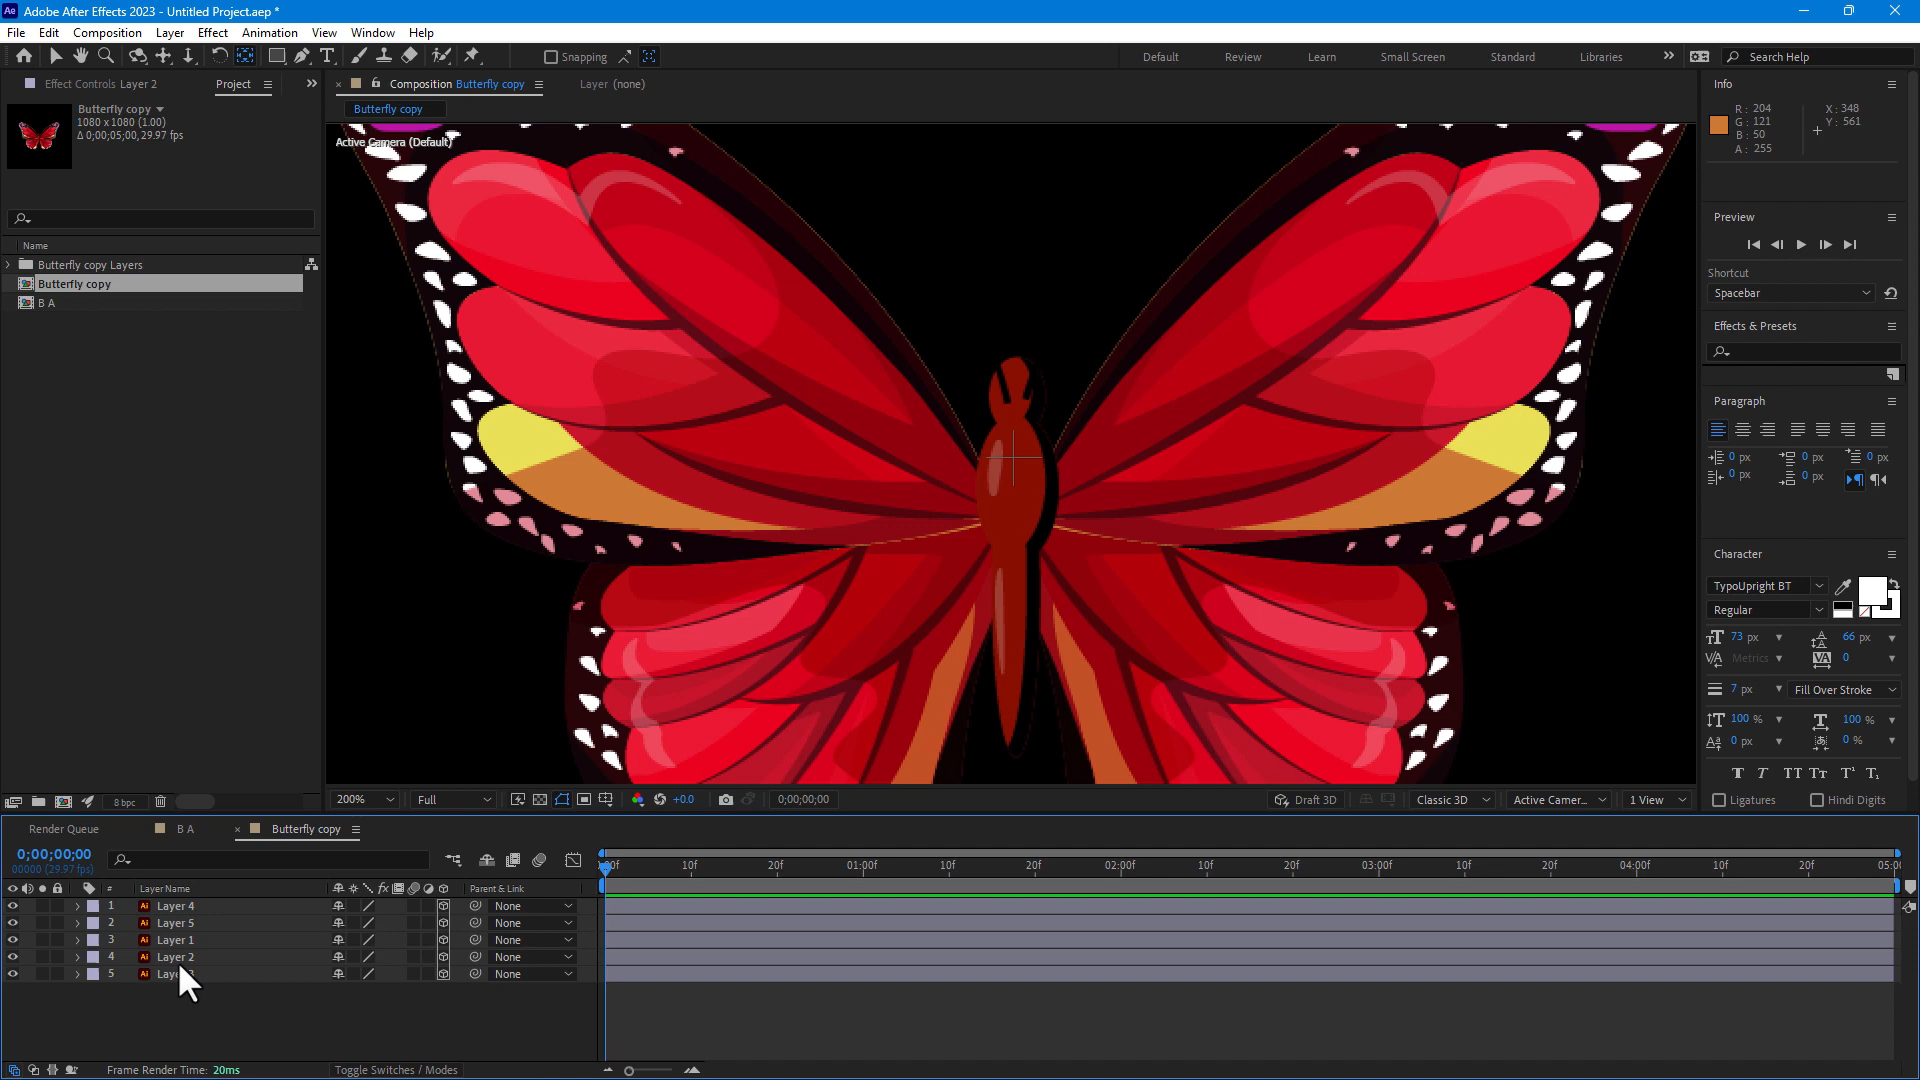 Adobe After Effects 2023 - Untitled Project.aep *
File Edit Composition Layer Effect Animation View Window Help
Snapping
Default Review Learn Small Screen Standard Libraries Search Help
Effect Controls Layer 2 Project
Composition Butterfly copy Layer (none)
Butterfly copy
1080 x 1080 (1.00)
Δ 0;00;05;00, 29.97 fps
Butterfly copy
Active Camera (Default)
Name
Butterfly copy Layers
Butterfly copy
B A
8 bpc
200% Full +0.0 0;00;00;00 Draft 3D Classic 3D Active Camer... 1 View
Info
R: 204 X: 348
G: 121 Y: 561
B: 50
A: 255
Preview
Shortcut
Spacebar
Effects & Presets
Paragraph
0 px 0 px 0 px
0 px 0 px
Character
TypoUpright BT
Regular
73 px 66 px
Metrics 0
7 px Fill Over Stroke
100 % 100 %
0 px 0 %
Ligatures Hindi Digits
Render Queue B A Butterfly copy
0;00;00;00
00000 (29.97 fps)
10f 20f 01:00f 10f 20f 02:00f 10f 20f 03:00f 10f 20f 04:00f 10f 20f
# Layer Name Parent & Link
1 Layer 4 None
2 Layer 5 None
3 Layer 1 None
4 Layer 2 None
5 None
Frame Render Time: 20ms Toggle Switches / Modes